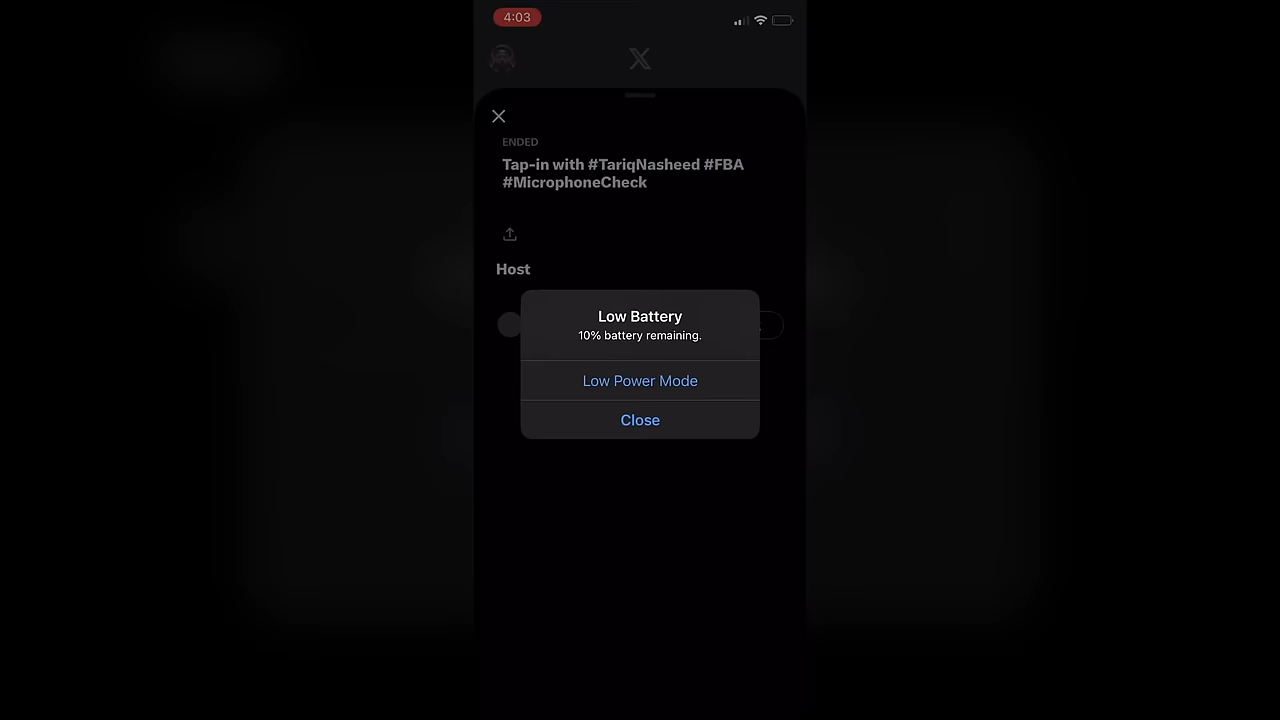 4:03
X
ENDED
Tap-in with #TariqNasheed #FBA
#MicrophoneCheck
Host
Low Battery
10% battery remaining.
Low Power Mode
Close